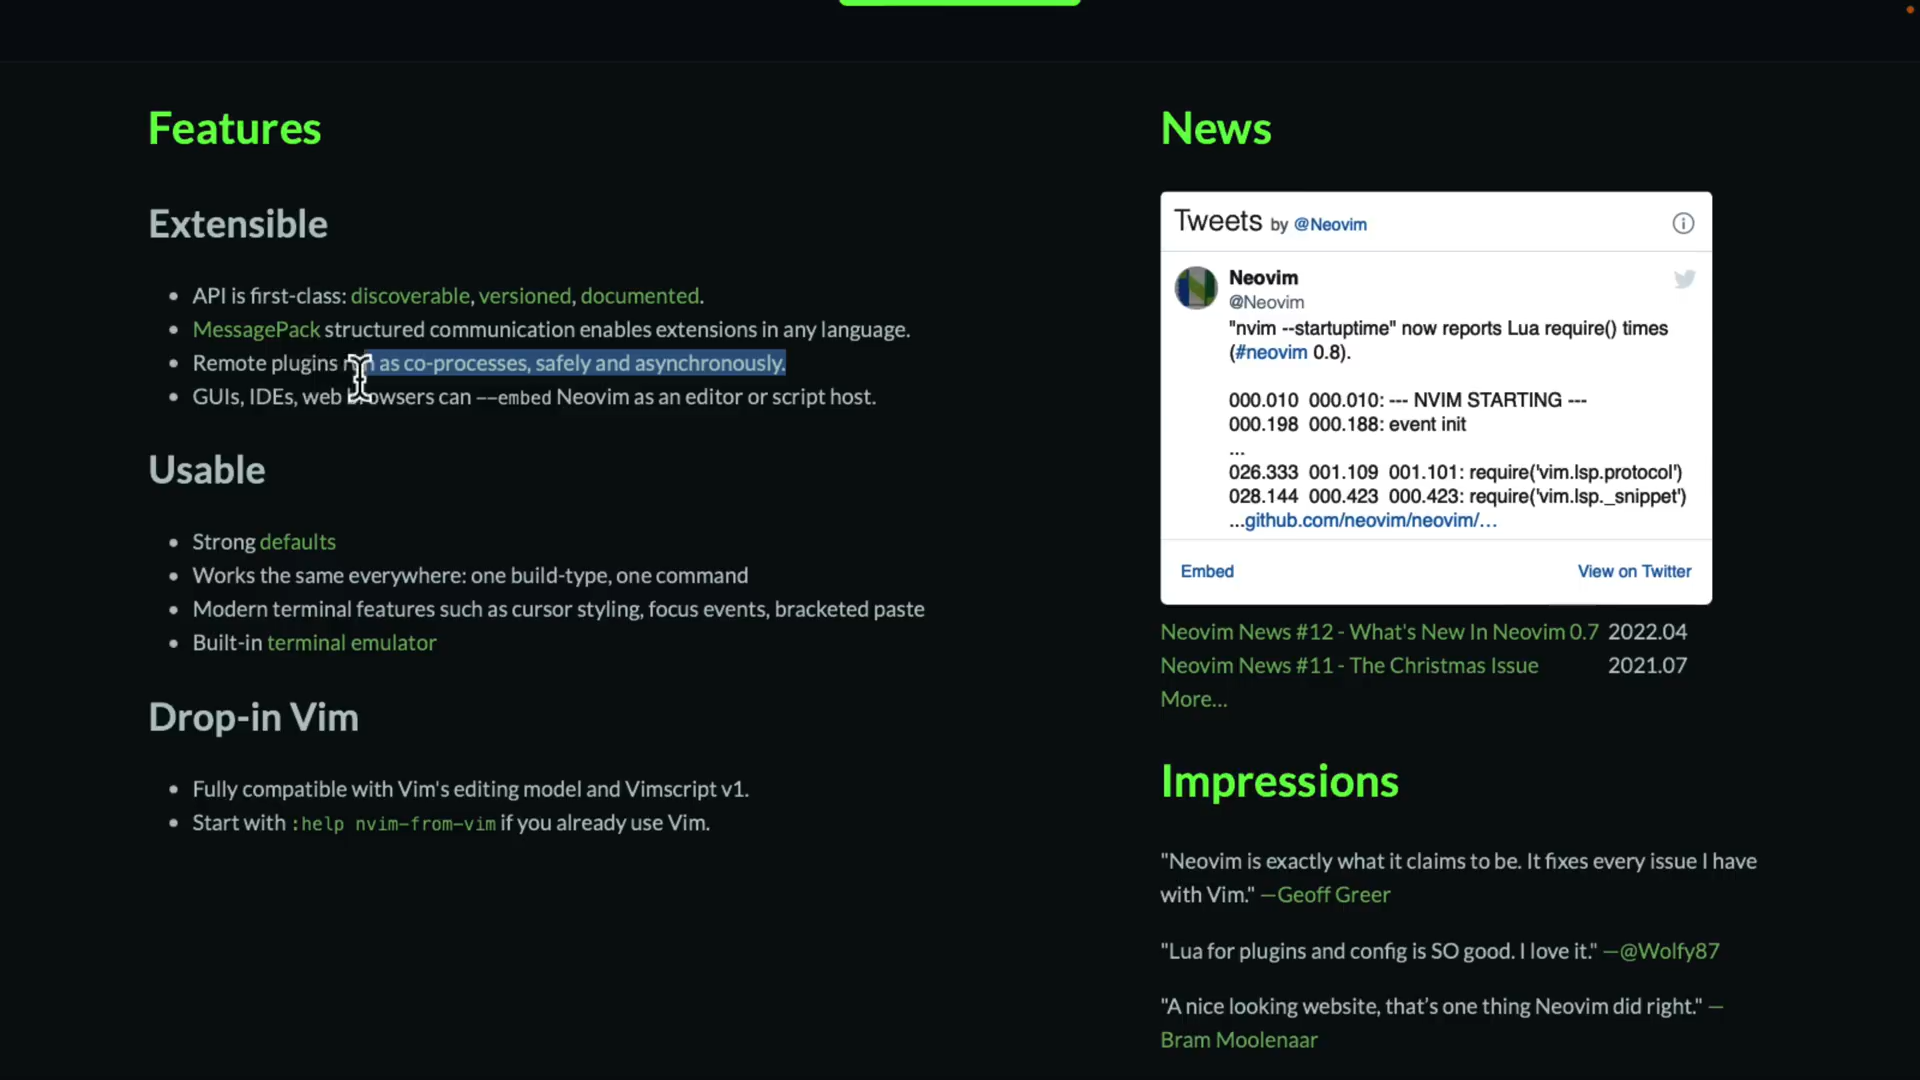 Features
Extensible
API is first-class: discoverable, versioned, documented.
MessagePack structured communication enables extensions in any language.
Remote plugins run as co-processes, safely and asynchronously.
GUIs, IDEs, web browsers can --embed Neovim as an editor or script host.
Usable
Strong defaults
Works the same everywhere: one build-type, one command
Modern terminal features such as cursor styling, focus events, bracketed paste
Built-in terminal emulator
Drop-in Vim
Fully compatible with Vim's editing model and Vimscript v1.
Start with :help nvim-from-vim if you already use Vim.
News
Tweets by @Neovim
Neovim
@Neovim
"nvim --startuptime" now reports Lua require() times
(#neovim 0.8).
000.010 000.010: --- NVIM STARTING ---
000.198 000.188: event init
...
026.333 001.109 001.101: require('vim.lsp.protocol')
028.144 000.423 000.423: require('vim.lsp._snippet')
...github.com/neovim/neovim/…
Embed View on Twitter
Neovim News #12 - What's New In Neovim 0.7 2022.04
Neovim News #11 - The Christmas Issue 2021.07
More...
Impressions
"Neovim is exactly what it claims to be. It fixes every issue I have
with Vim." —Geoff Greer
"Lua for plugins and config is SO good. I love it." —@Wolfy87
"A nice looking website, that’s one thing Neovim did right." —
Bram Moolenaar